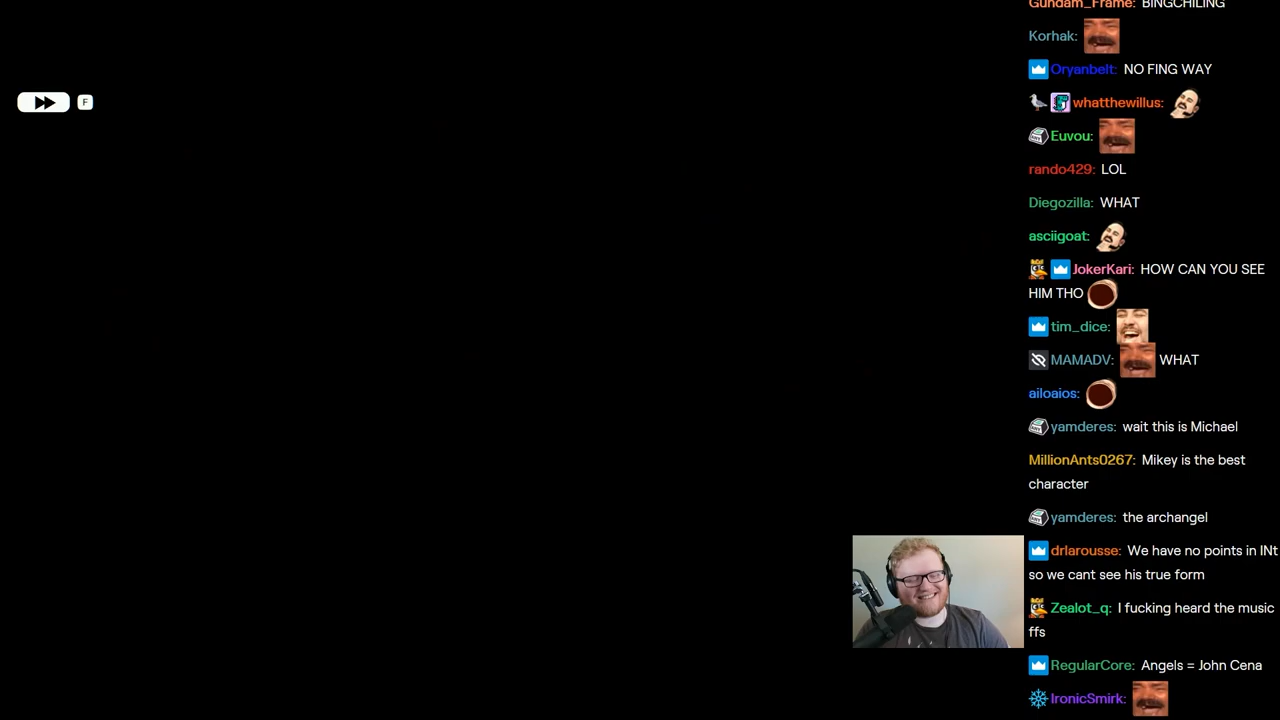 Gundam_Frame: BINGCHILING
Korhak:
F
Oryanbelt: NO FING WAY
whatthewillus:
Euvou:
rando429: LOL
Diegozilla: WHAT
asciigoat:
JokerKari: HOW CAN YOU SEE
HIM THO
tim_dice:
MAMADV: WHAT
ailoaios:
yamderes: wait this is Michael
MillionAnts0267: Mikey is the best
character
yamderes: the archangel
drlarousse: We have no points in INt
so we cant see his true form
Zealot_q: I fucking heard the music
ffs
RegularCore: Angels = John Cena
IronicSmirk: